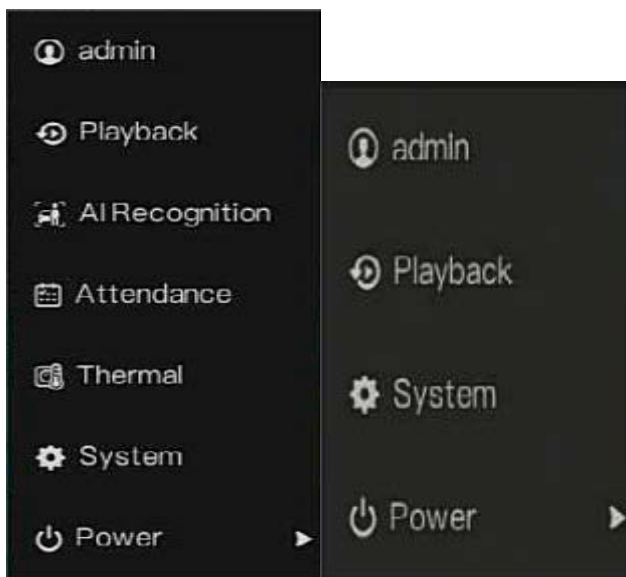 admin
Playback
AI Recognition
Attendance
Thermal
System
Power
admin
Playback
System
Power